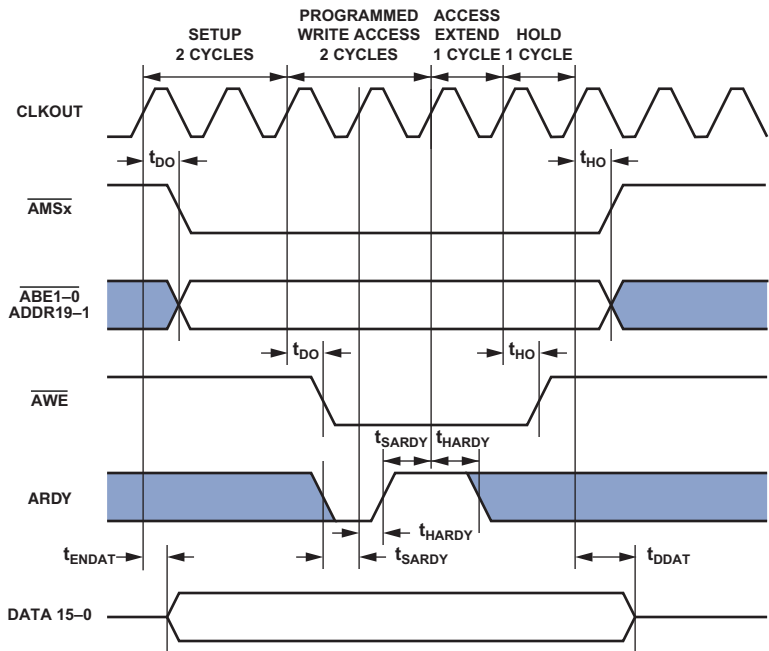 SETUP
2 CYCLES
PROGRAMMED
WRITE ACCESS
2 CYCLES
ACCESS
EXTEND
1 CYCLE
HOLD
1 CYCLE
CLKOUT
tDO
tHO
AMSx
ABE1–0
ADDR19–1
tDO
tHO
AWE
tSARDY
tHARDY
ARDY
tHARDY
tENDAT
tSARDY
tDDAT
DATA 15–0